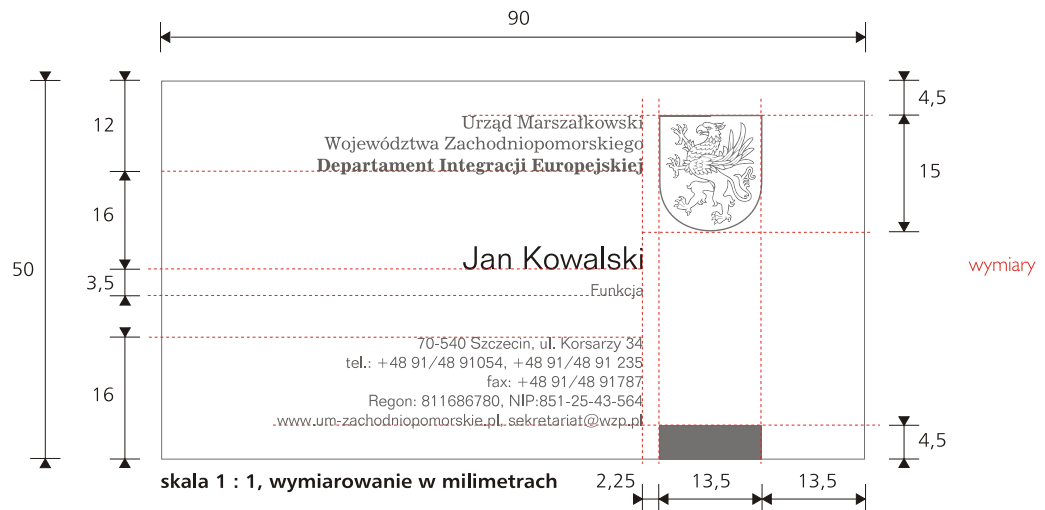 90
12
16
50
3,5
16
Urząd Marszałkowski
Województwa Zachodniopomorskiego
Departament Integracji Europejskiej
Jan Kowalski
Funkcja
70-540 Szczecin, ul. Korsarzy 34
tel.: +48 91/48 91054, +48 91/48 91 235
fax: +48 91/48 91787
Regon: 811686780, NIP:851-25-43-564
www.um-zachodniopomorskie.pl, sekretariat@wzp.pl
4,5
15
wymiary
4,5
skala 1 : 1, wymiarowanie w milimetrach
2,25
13,5
13,5